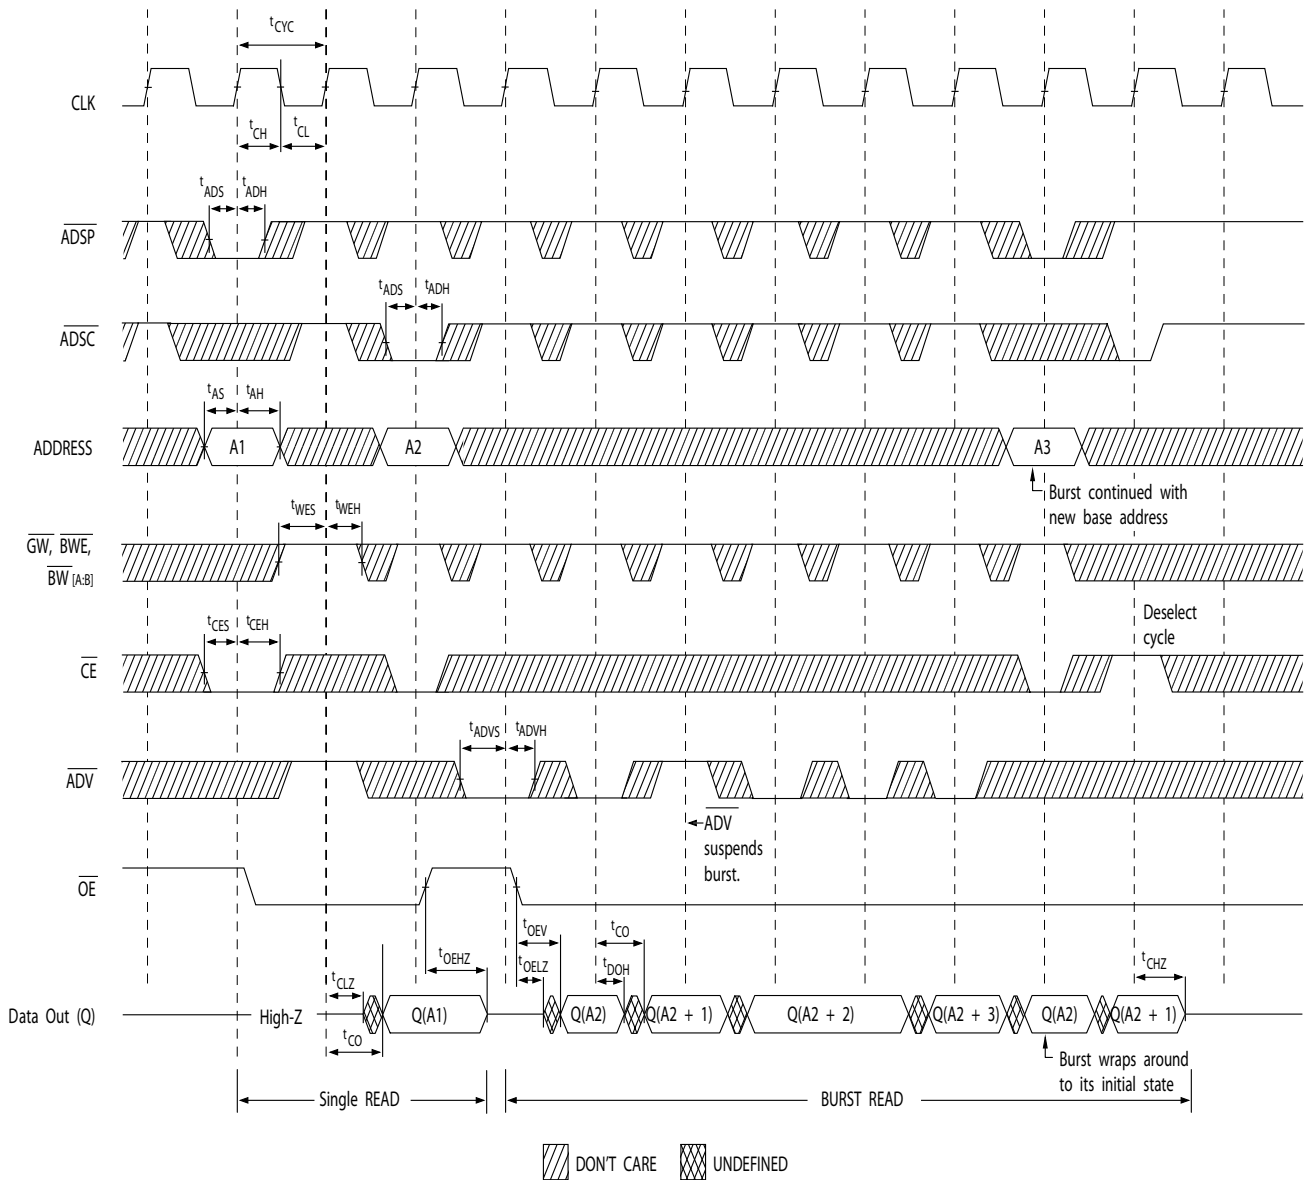 tCYC
CLK
tCH
tCL
tADS
tADH
ADSP
tADS
tADH
ADSC
tAS
tAH
ADDRESS
A1
A2
A3
Burst continued with
new base address
tWES
tWEH
GW, BWE,
BW [A:B]
Deselect
cycle
tCES
tCEH
CE
tADVS
tADVH
ADV
ADV
suspends
burst.
OE
tOEV
tCO
tOEHZ
tOELZ
tDOH
tCHZ
tCLZ
Data Out (Q)
High-Z
Q(A1)
Q(A2)
Q(A2 + 1)
Q(A2 + 2)
Q(A2 + 3)
Q(A2)
Q(A2 + 1)
tCO
Burst wraps around
to its initial state
Single READ
BURST READ
DON'T CARE
UNDEFINED